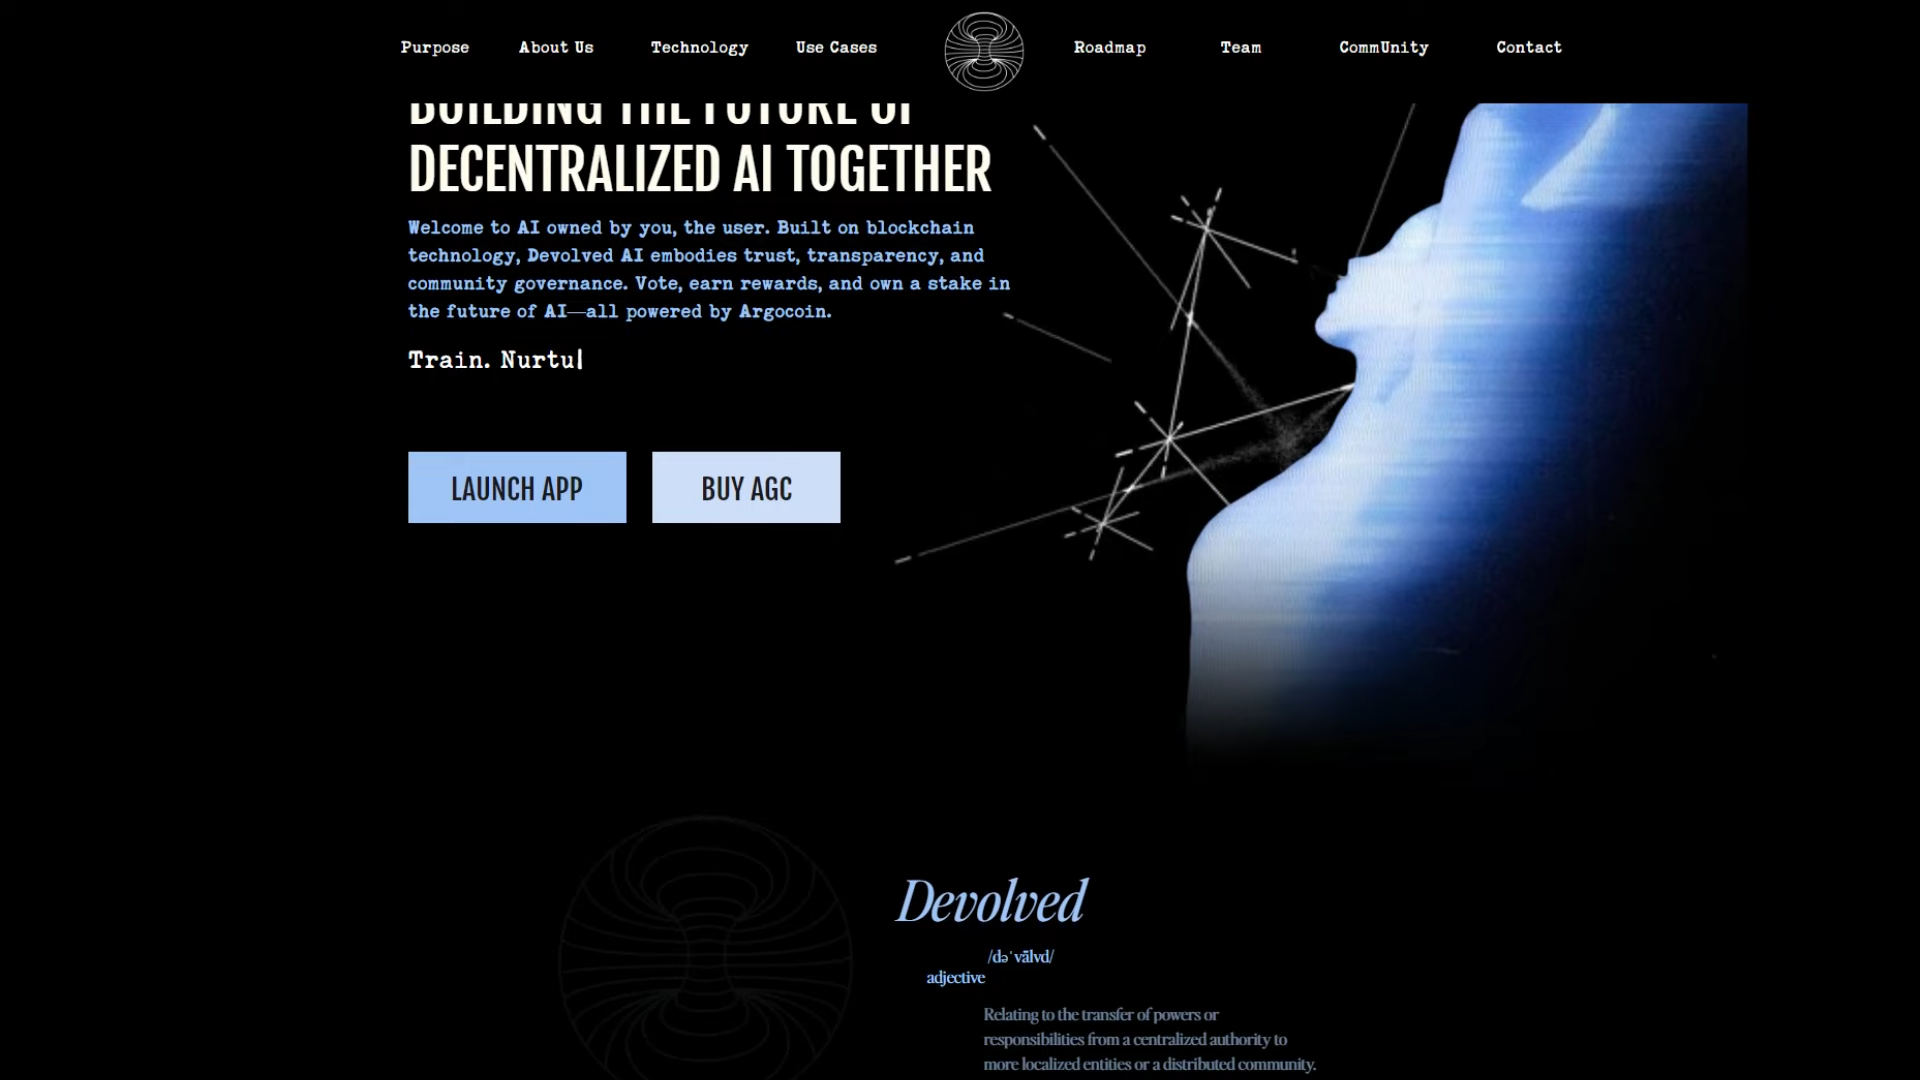 Purpose About Us Technology Use Cases Roadmap Team CommUnity Contact
BUILDING THE FUTURE OF
DECENTRALIZED AI TOGETHER
Welcome to AI owned by you, the user. Built on blockchain
technology, Devolved AI embodies trust, transparency, and
community governance. Vote, earn rewards, and own a stake in
the future of AI—all powered by Argocoin.
Train. Nurtu
LAUNCH APP BUY AGC
Devolved
/dəˈvälvd/
adjective
Relating to the transfer of powers or
responsibilities from a centralized authority to
more localized entities or a distributed community.